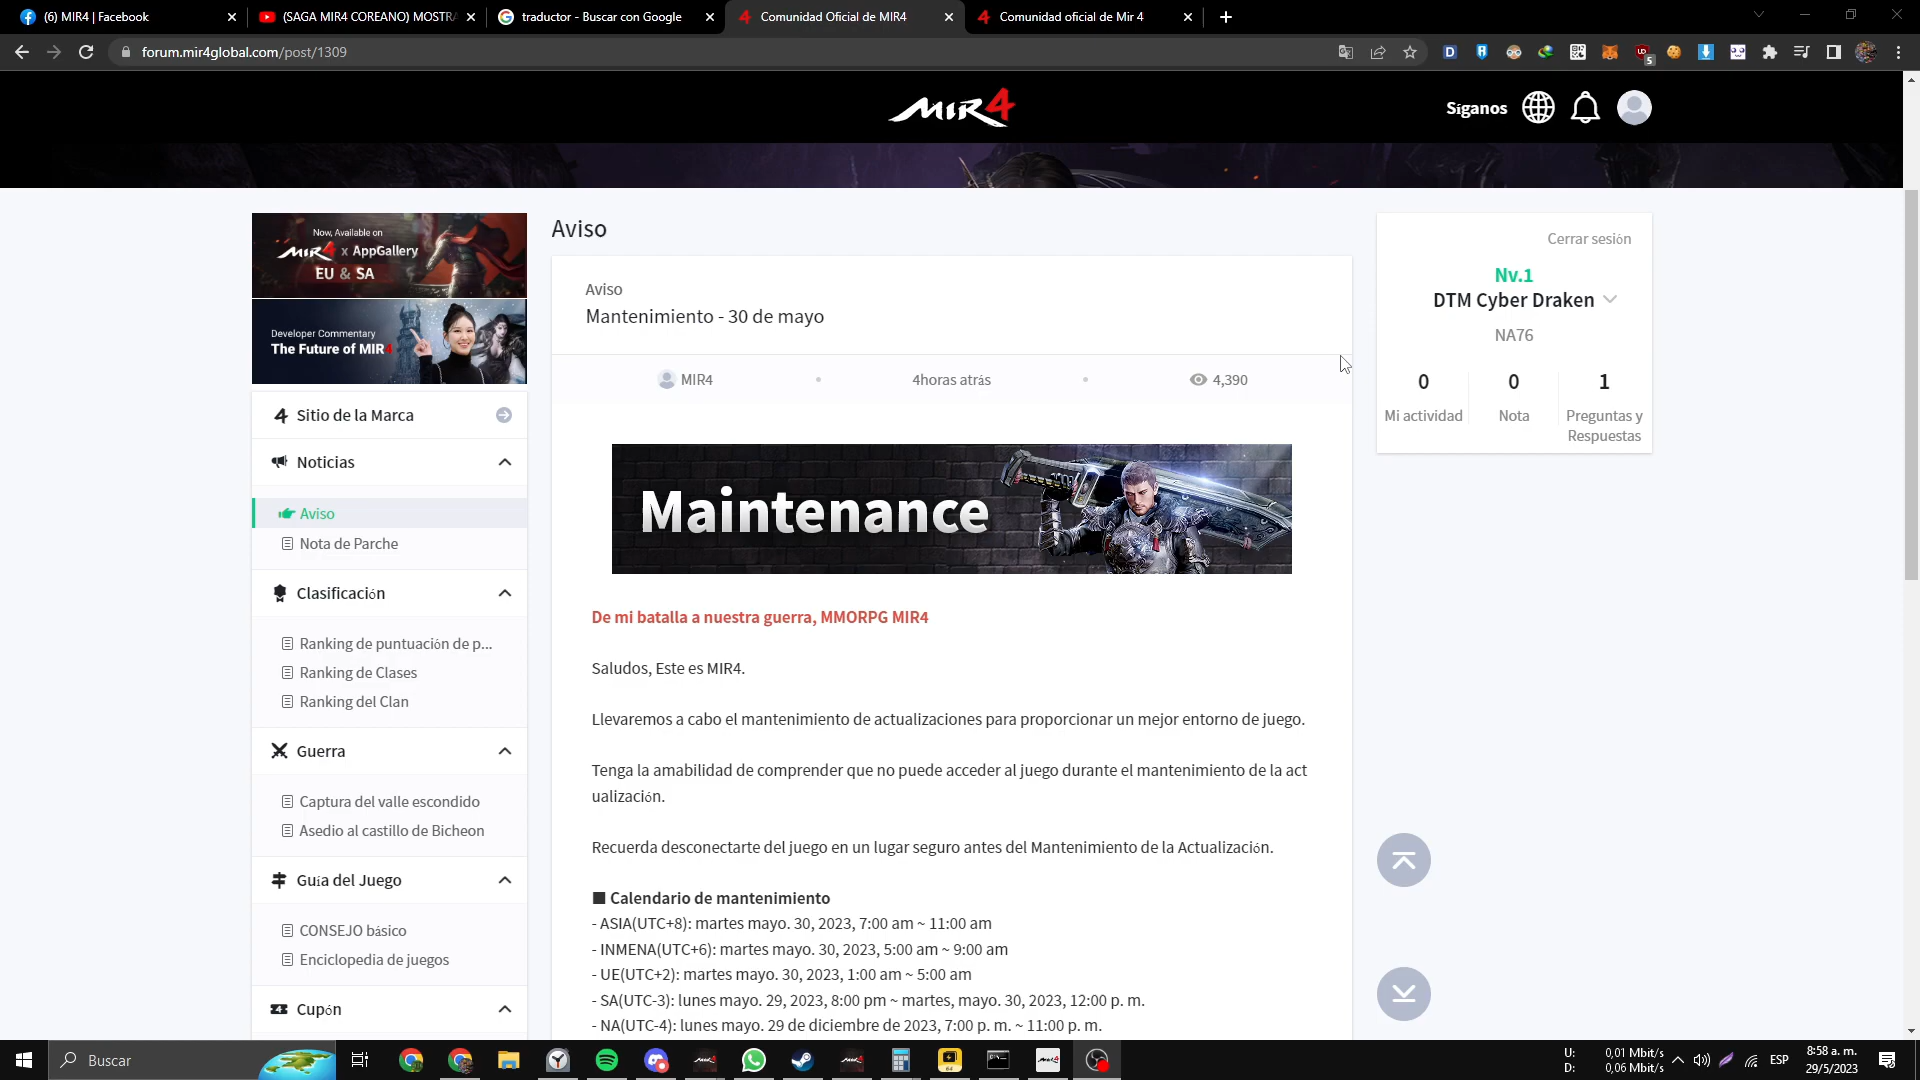 (6) MIR4 | Facebook
(SAGA MIR4 COREANO) MOSTRA
traductor - Buscar con Google
Comunidad Oficial de MIR4
Comunidad oficial de Mir 4
forum.mir4global.com/post/1309
MIR4
Síganos
Now, Available on
MIR4 x AppGallery
EU & SA
Developer Commentary
The Future of MIR4
Sitio de la Marca
Noticias
Aviso
Nota de Parche
Clasificación
Ranking de puntuación de p...
Ranking de Clases
Ranking del Clan
Guerra
Captura del valle escondido
Asedio al castillo de Bicheon
Guía del Juego
CONSEJO básico
Enciclopedia de juegos
Cupón
Aviso
Aviso
Mantenimiento - 30 de mayo
MIR4
4horas atrás
4,390
Maintenance
De mi batalla a nuestra guerra, MMORPG MIR4
Saludos, Este es MIR4.
Llevaremos a cabo el mantenimiento de actualizaciones para proporcionar un mejor entorno de juego.
Tenga la amabilidad de comprender que no puede acceder al juego durante el mantenimiento de la act
ualización.
Recuerda desconectarte del juego en un lugar seguro antes del Mantenimiento de la Actualización.
■ Calendario de mantenimiento
- ASIA(UTC+8): martes mayo. 30, 2023, 7:00 am ~ 11:00 am
- INMENA(UTC+6): martes mayo. 30, 2023, 5:00 am ~ 9:00 am
- UE(UTC+2): martes mayo. 30, 2023, 1:00 am ~ 5:00 am
- SA(UTC-3): lunes mayo. 29, 2023, 8:00 pm ~ martes, mayo. 30, 2023, 12:00 p. m.
- NA(UTC-4): lunes mayo. 29 de diciembre de 2023, 7:00 p. m. ~ 11:00 p. m.
Cerrar sesión
Nv.1
DTM Cyber Draken
NA76
0
0
1
Mi actividad
Nota
Preguntas y
Respuestas
Buscar
U: 0,01 Mbit/s
D: 0,06 Mbit/s
ESP
8:58 a. m.
29/5/2023